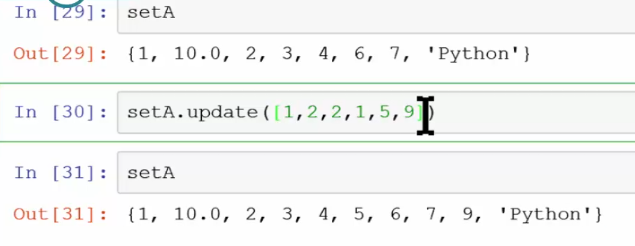 In [29]: setA
Out[29]: {1, 10.0, 2, 3, 4, 6, 7, 'Python'}
In [30]: setA.update([1,2,2,1,5,9])
In [31]: setA
Out[31]: {1, 10.0, 2, 3, 4, 5, 6, 7, 9, 'Python'}